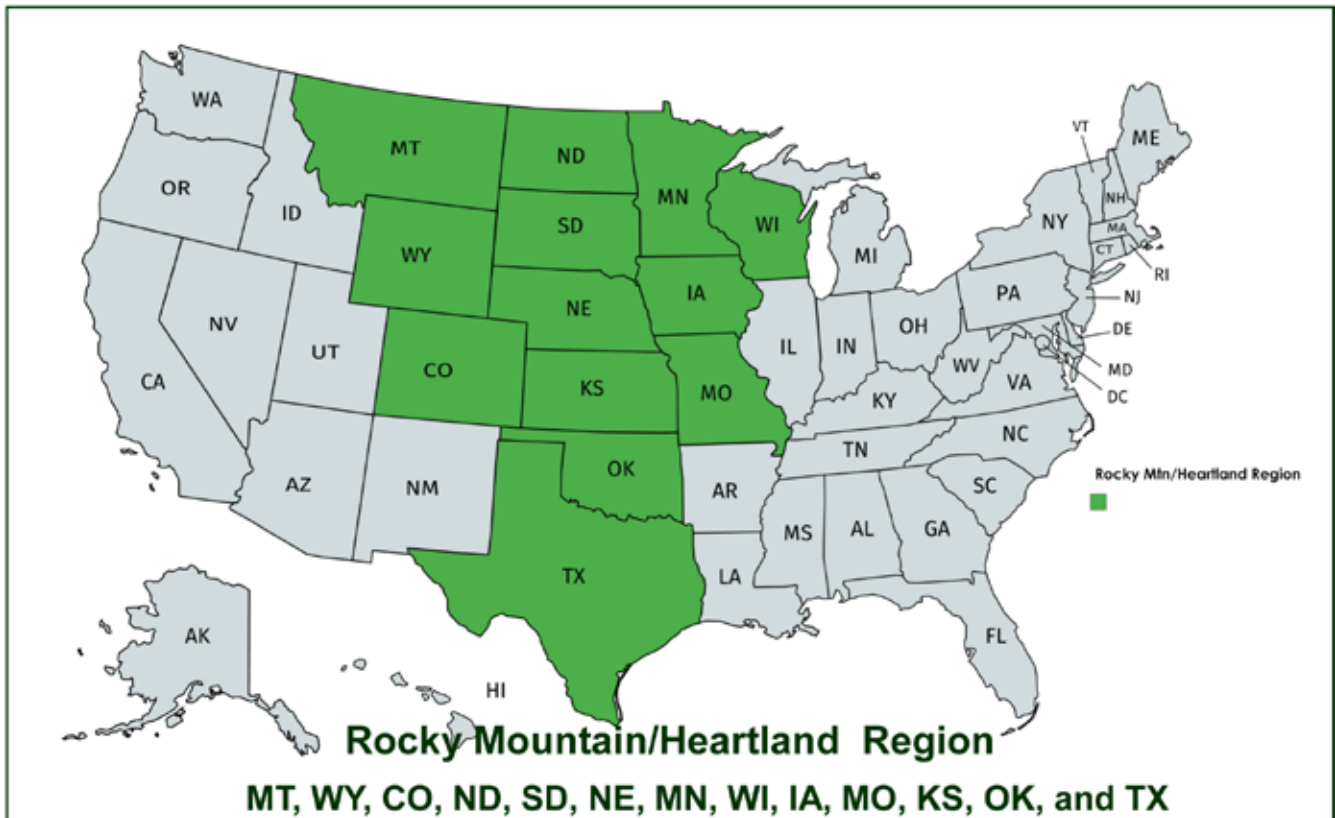 WA
MT
ND
MN
OR
ID
SD
WI
WY
MI
NY
VT
ME
NH
MA
CT
RI
NV
UT
CO
NE
IA
PA
NJ
IL
IN
OH
DE
MD
DC
CA
KS
MO
WV
VA
KY
NC
TN
AZ
NM
OK
AR
SC
Rocky Mtn/Heartland Region
MS
AL
GA
TX
LA
FL
AK
HI
Rocky Mountain/Heartland Region
MT, WY, CO, ND, SD, NE, MN, WI, IA, MO, KS, OK, and TX